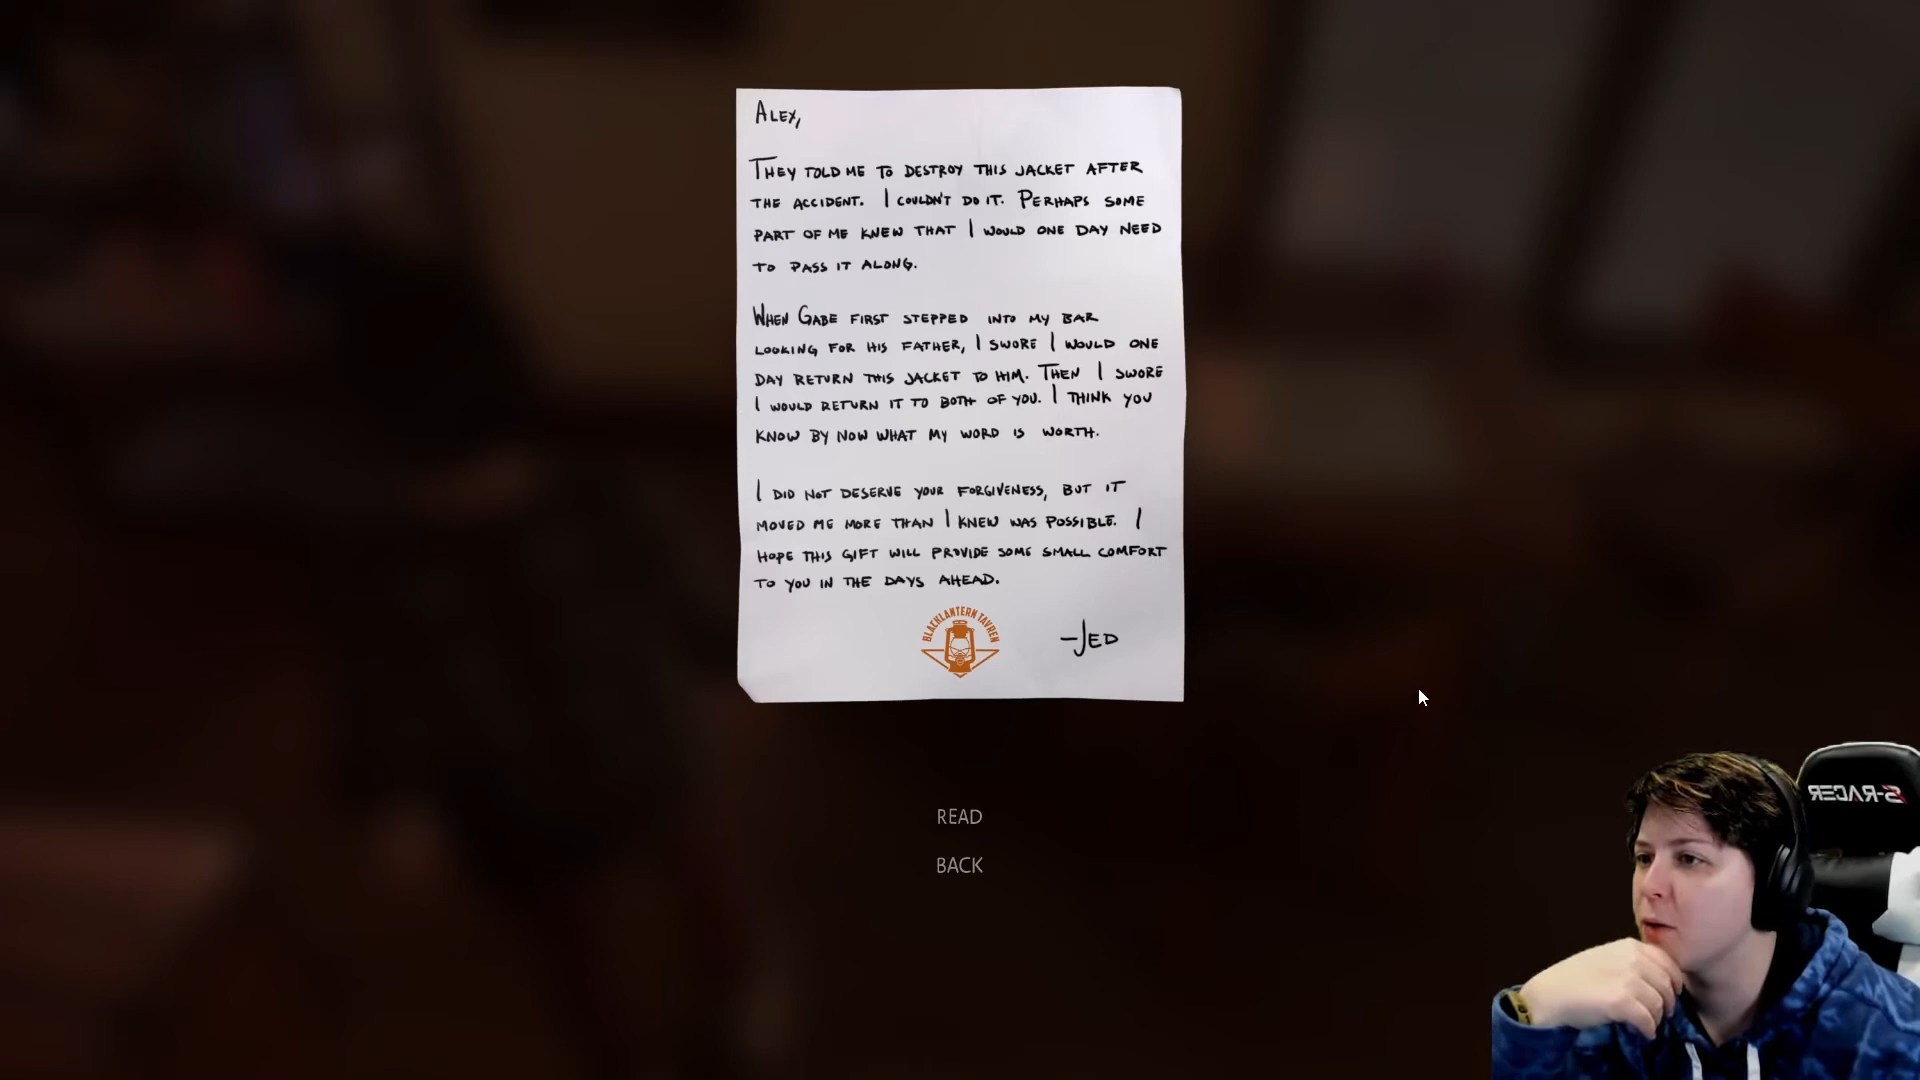 ALEX,
THEY TOLD ME TO DESTROY THIS JACKET AFTER
THE ACCIDENT. I COULDN'T DO IT. PERHAPS SOME
PART OF ME KNEW THAT I WOULD ONE DAY NEED
TO PASS IT ALONG.
WHEN GABE FIRST STEPPED INTO MY BAR
LOOKING FOR HIS FATHER, I SWORE I WOULD ONE
DAY RETURN THIS JACKET TO HIM. THEN I SWORE
I WOULD RETURN IT TO BOTH OF YOU. I THINK YOU
KNOW BY NOW WHAT MY WORD IS WORTH.
I DID NOT DESERVE YOUR FORGIVENESS, BUT IT
MOVED ME MORE THAN I KNEW WAS POSSIBLE. I
HOPE THIS GIFT WILL PROVIDE SOME SMALL COMFORT
TO YOU IN THE DAYS AHEAD.
BLACKLANTERN TAVREN
-JED
READ
BACK
S-RACER